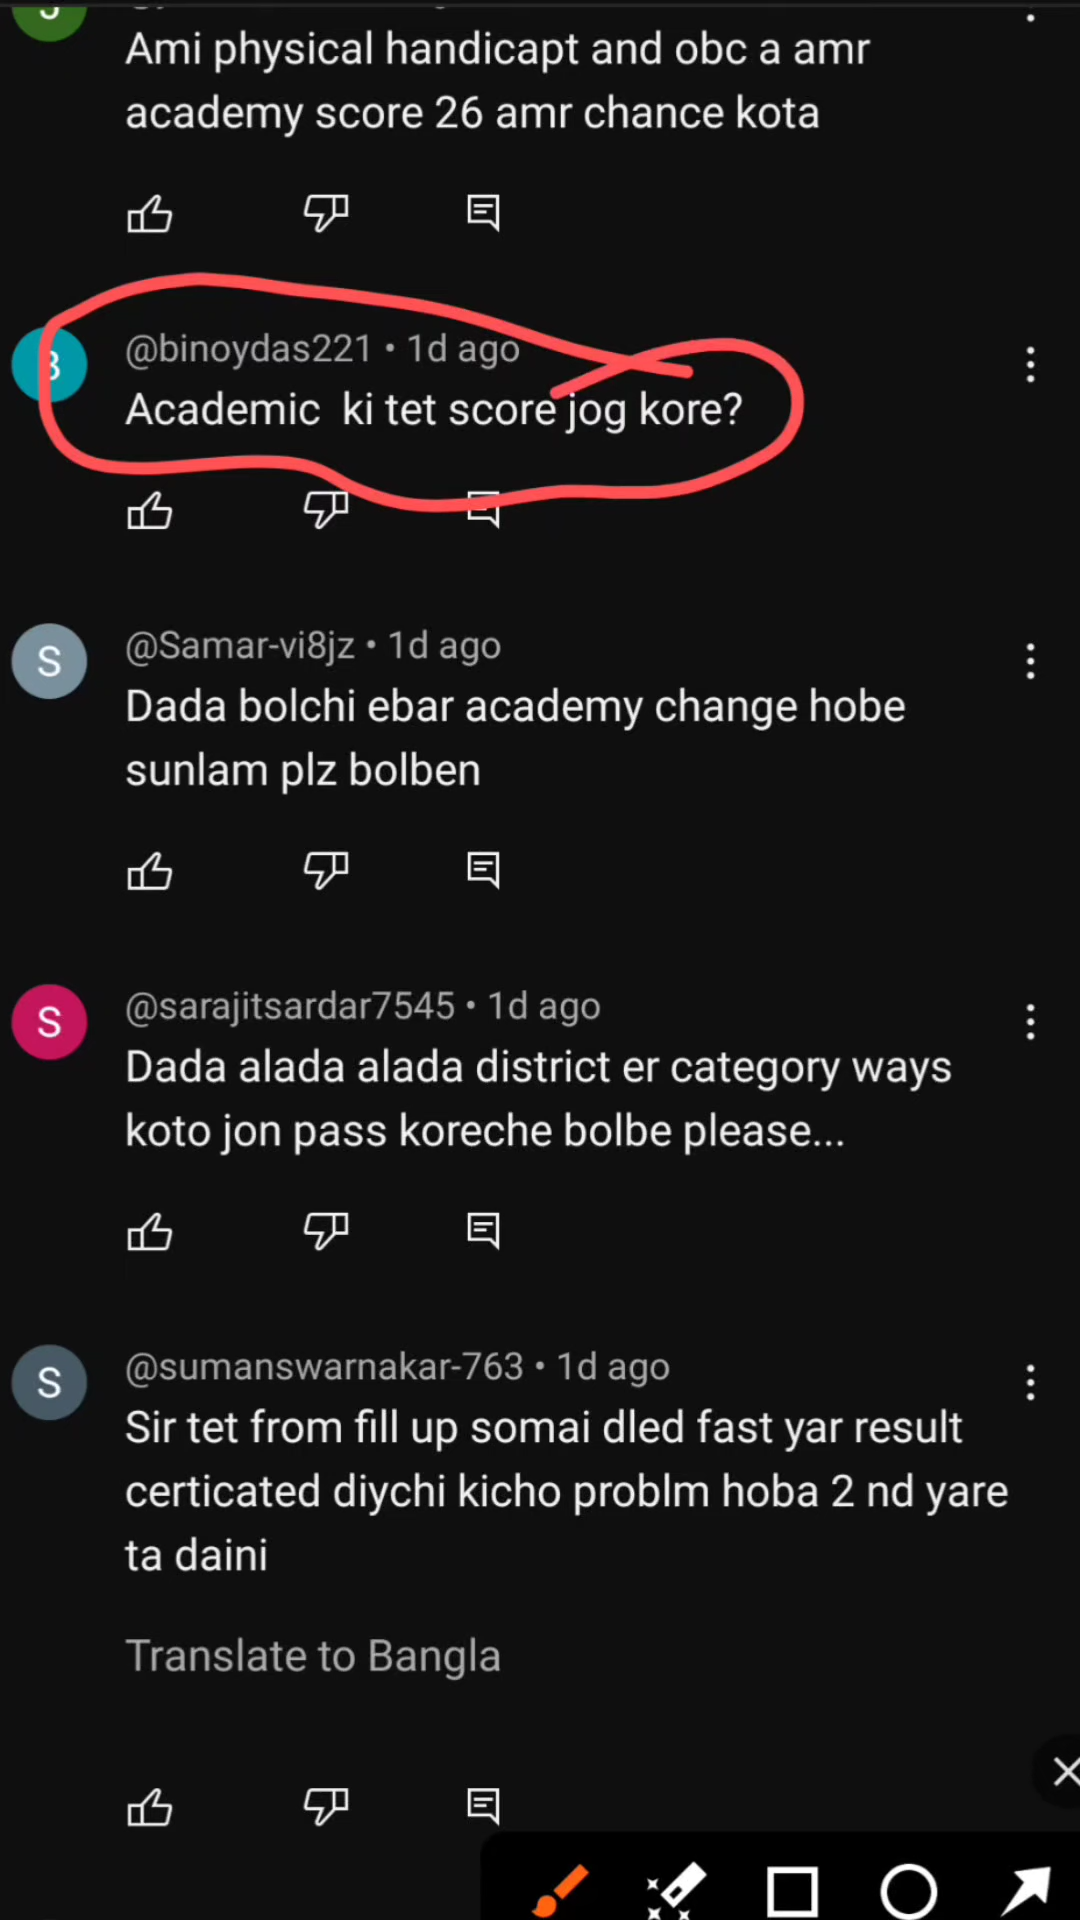 Ami physical handicapt and obc a amr
academy score 26 amr chance kota
@binoydas221 • 1d ago
Academic ki tet score jog kore?
S
@Samar-vi8jz • 1d ago
Dada bolchi ebar academy change hobe
sunlam plz bolben
S
@sarajitsardar7545 • 1d ago
Dada alada alada district er category ways
koto jon pass koreche bolbe please...
S
@sumanswarnakar-763 • 1d ago
Sir tet from fill up somai dled fast yar result
certicated diychi kicho problm hoba 2 nd yare
ta daini
Translate to Bangla